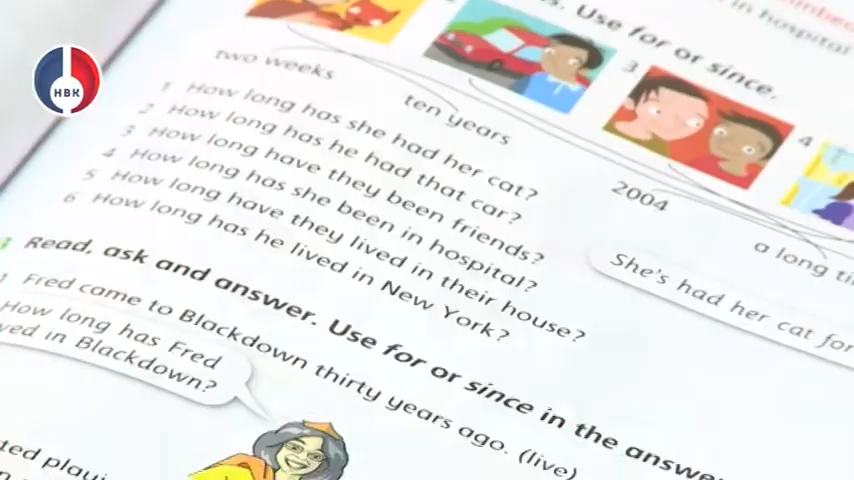 HBK
Use for or since.
in hospital
two weeks
ten years
3
4
2004
1 How long has she had her cat?
2 How long has he had that car?
3 How long have they been friends?
4 How long has she been in hospital?
5 How long have they lived in their house?
6 How long has he lived in New York?
a long
She's had her cat for
3 Read, ask and answer. Use for or since in the
1 Fred came to Blackdown thirty years ago. (live)
How long has Fred
in Blackdown?